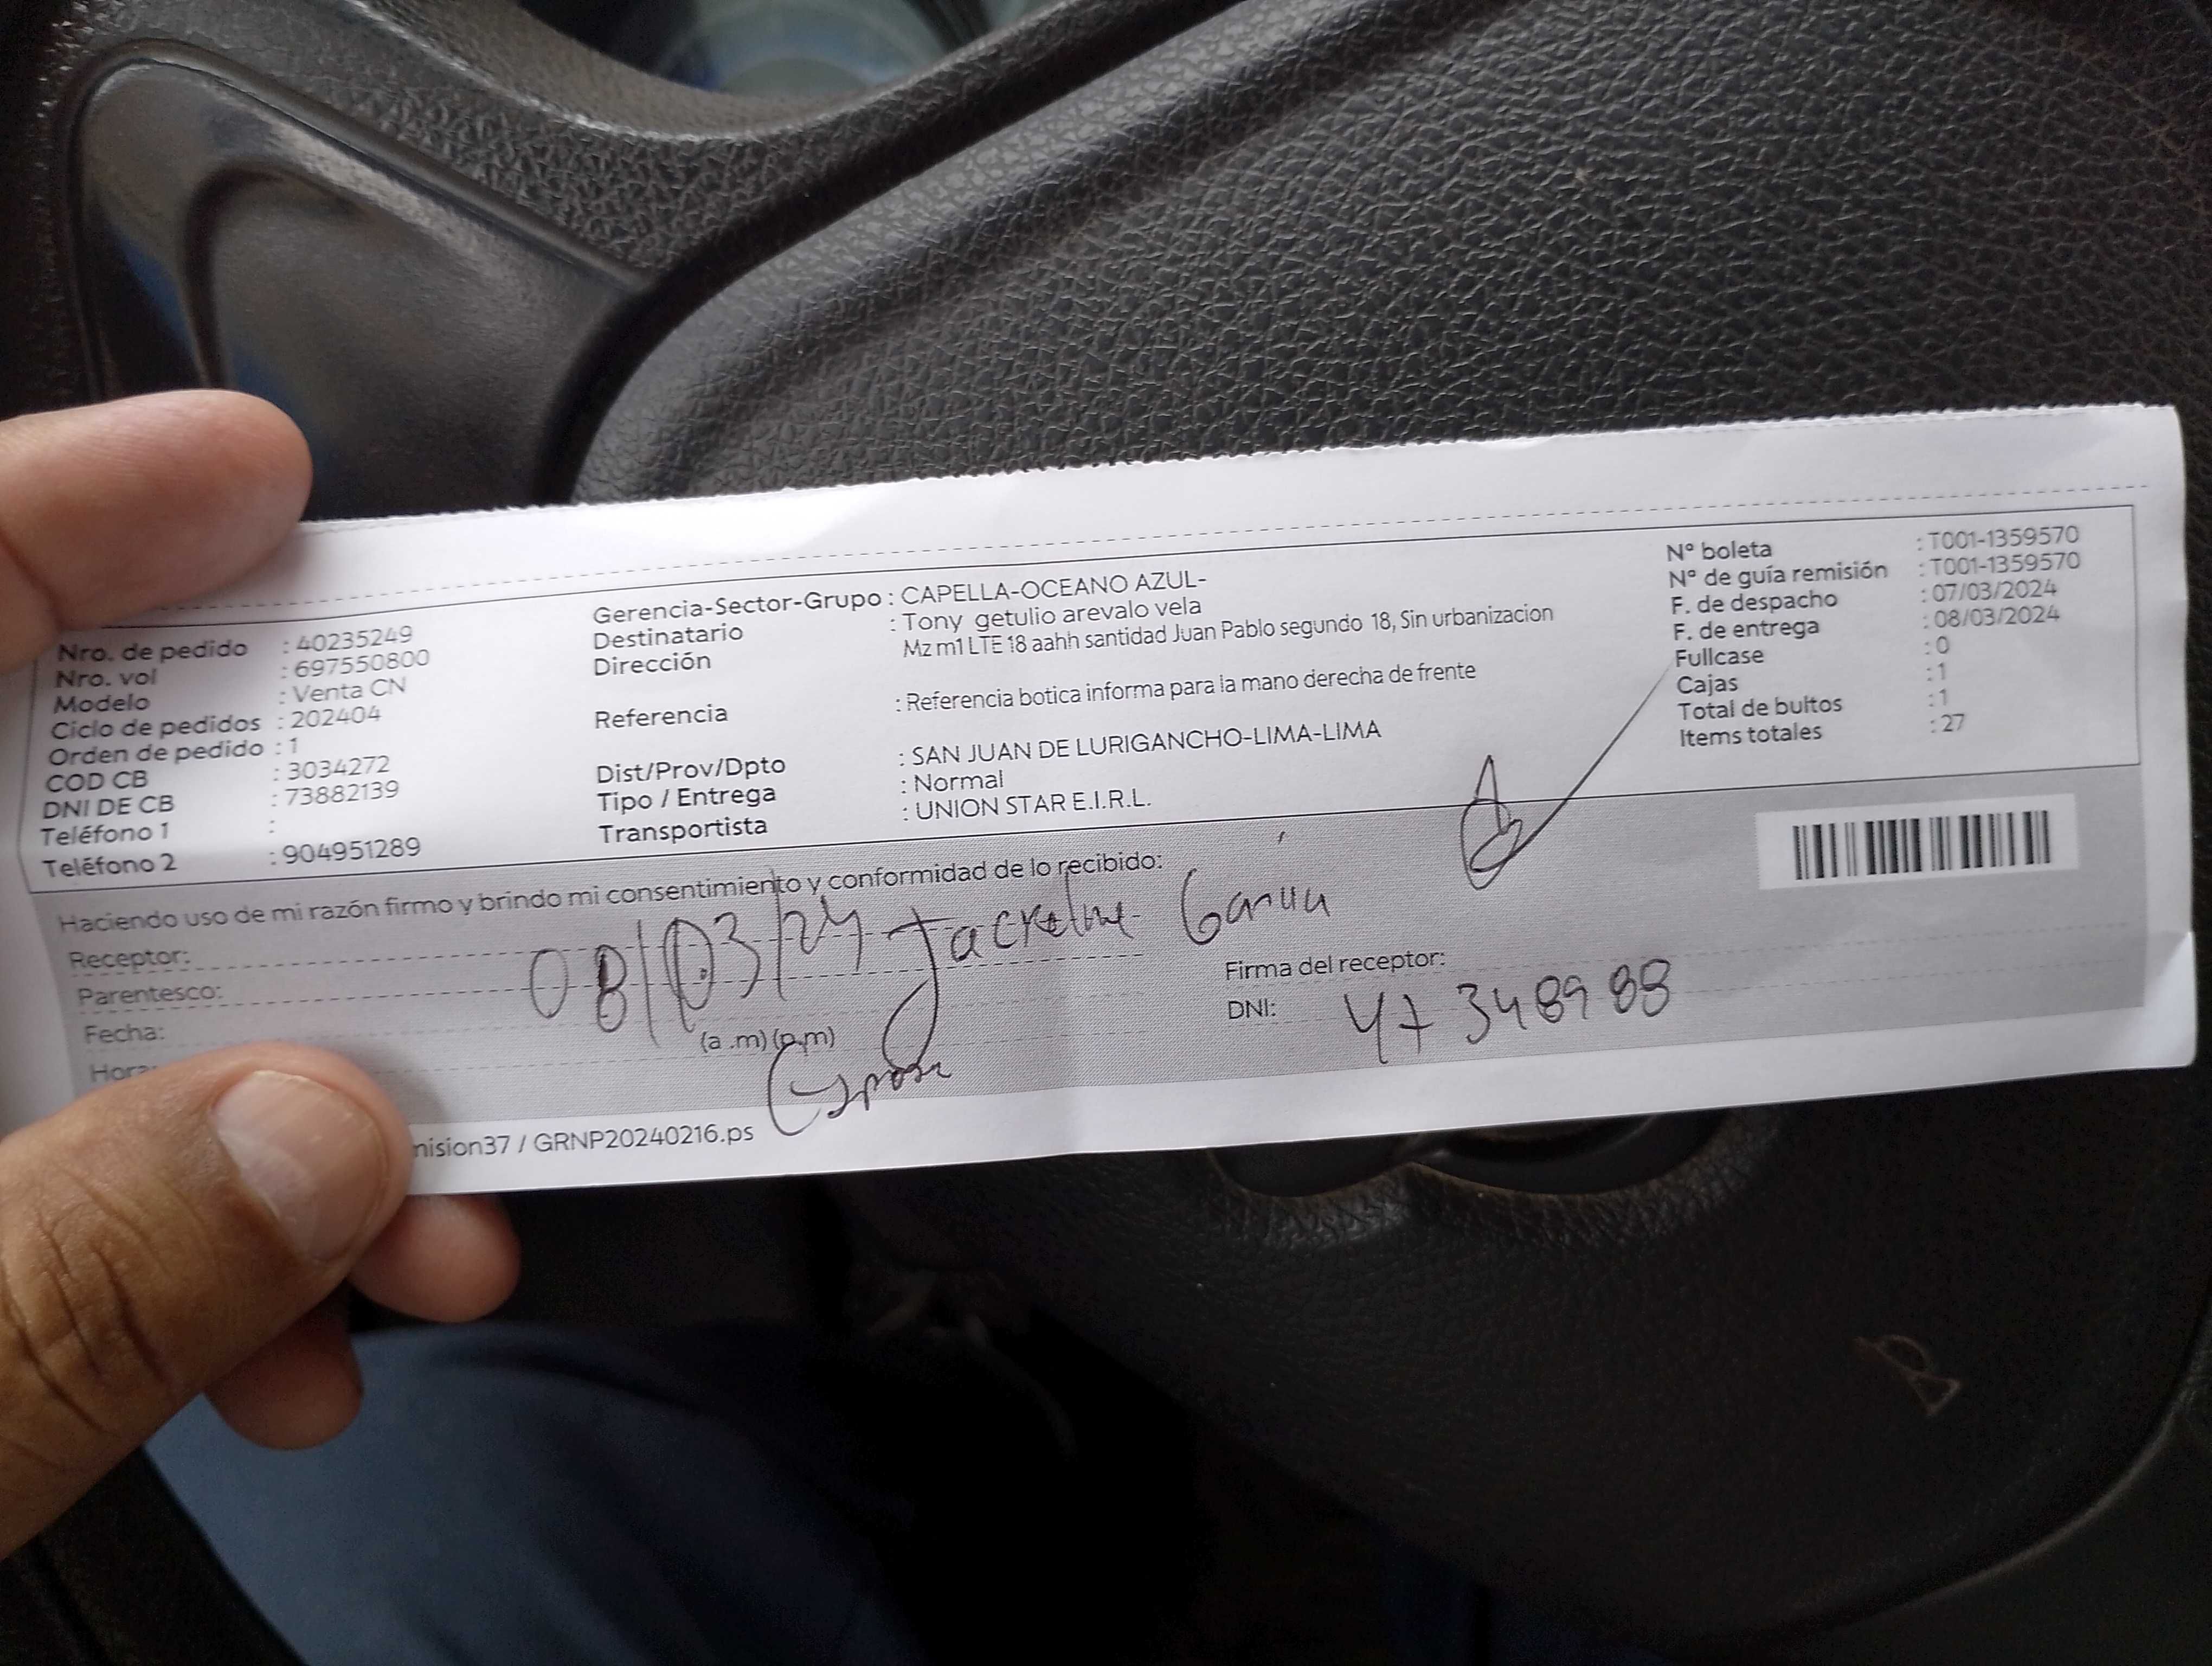 Nro. de pedido : 40235249
Nro. vol : 697550800
Modelo : Venta CN
Ciclo de pedidos : 202404
Orden de pedido : 1
COD CB : 3034272
DNI DE CB : 73882139
Teléfono 1 :
Teléfono 2 : 904951289
Gerencia-Sector-Grupo : CAPELLA-OCEANO AZUL-
Destinatario : Tony getulio arevalo vela
Dirección Mz m1 LTE 18 aahh santidad Juan Pablo segundo 18, Sin urbanizacion
Referencia : Referencia botica informa para la mano derecha de frente
Dist/Prov/Dpto : SAN JUAN DE LURIGANCHO-LIMA-LIMA
Tipo / Entrega : Normal
Transportista : UNION STAR E.I.R.L.
N° boleta : T001-1359570
N° de guía remisión : T001-1359570
F. de despacho : 07/03/2024
F. de entrega : 08/03/2024
Fullcase : 0
Cajas : 1
Total de bultos : 1
Items totales : 27
Haciendo uso de mi razón firmo y brindo mi consentimiento y conformidad de lo recibido:
Receptor:
Parentesco:
Fecha:
Hora: (a .m) (p.m)
08/03/24 Jackeline
Esposa
Firma del receptor:
DNI: 47348988
mision37 / GRNP20240216.ps